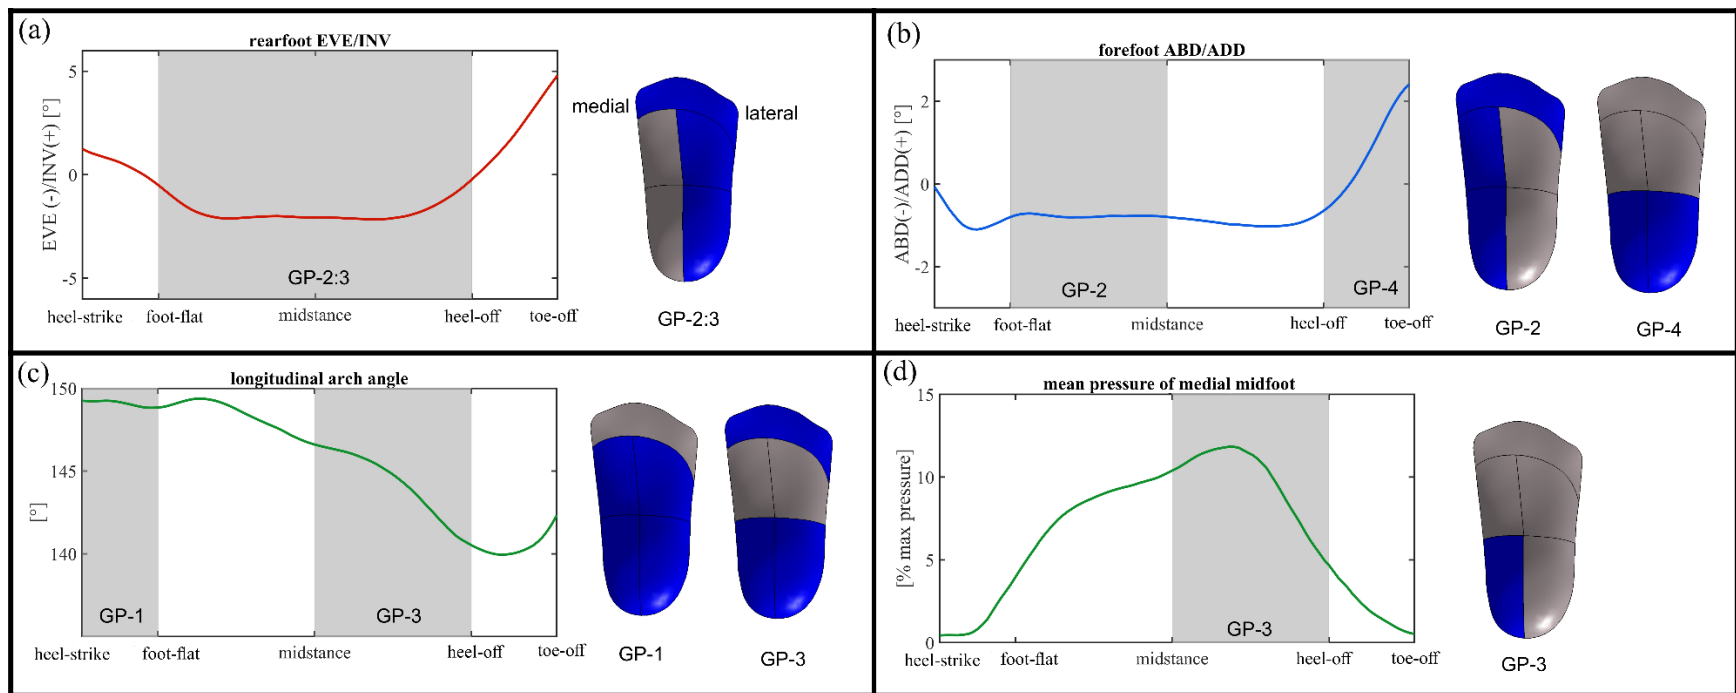 (a)
rearfoot EVE/INV
EVE (-)/INV(+) [°]
5
0
-5
GP-2:3
heel-strike foot-flat midstance heel-off toe-off
medial lateral
GP-2:3
(b)
forefoot ABD/ADD
ABD(-)/ADD(+) [°]
2
0
-2
GP-2
GP-4
heel-strike foot-flat midstance heel-off toe-off
GP-2 GP-4
(c)
longitudinal arch angle
[°]
150
145
140
GP-1
GP-3
heel-strike foot-flat midstance heel-off toe-off
GP-1 GP-3
(d)
mean pressure of medial midfoot
[% max pressure]
15
10
5
0
GP-3
heel-strike foot-flat midstance heel-off toe-off
GP-3